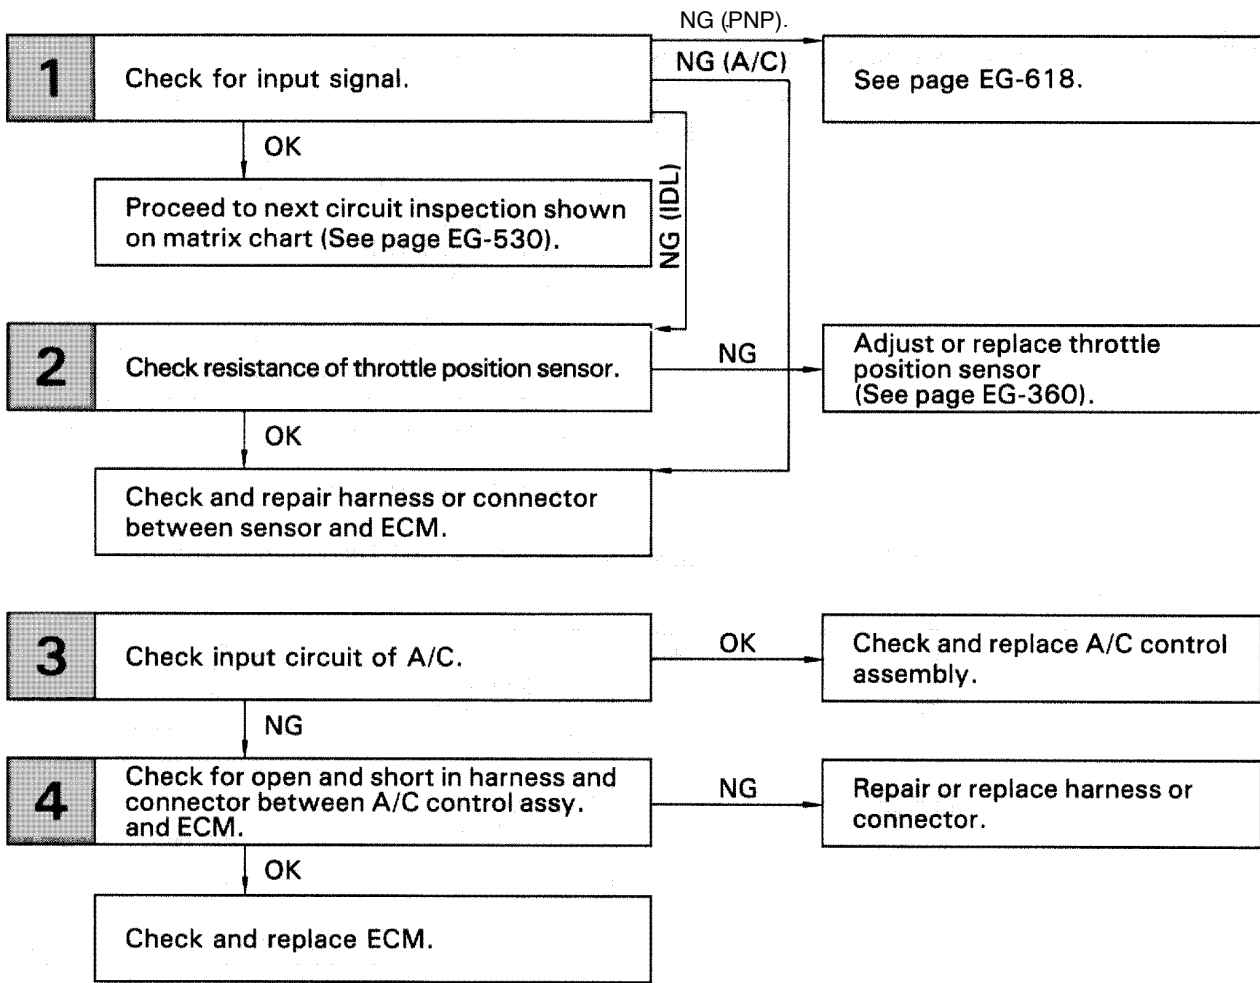 NG (PNP).
1
Check for input signal.
NG (A/C)
See page EG-618.
OK
NG (IDL)
Proceed to next circuit inspection shown
on matrix chart (See page EG-530).
2
Check resistance of throttle position sensor.
NG
Adjust or replace throttle
position sensor
(See page EG-360).
OK
Check and repair harness or connector
between sensor and ECM.
3
Check input circuit of A/C.
OK
Check and replace A/C control
assembly.
NG
4
Check for open and short in harness and
connector between A/C control assy.
and ECM.
NG
Repair or replace harness or
connector.
OK
Check and replace ECM.